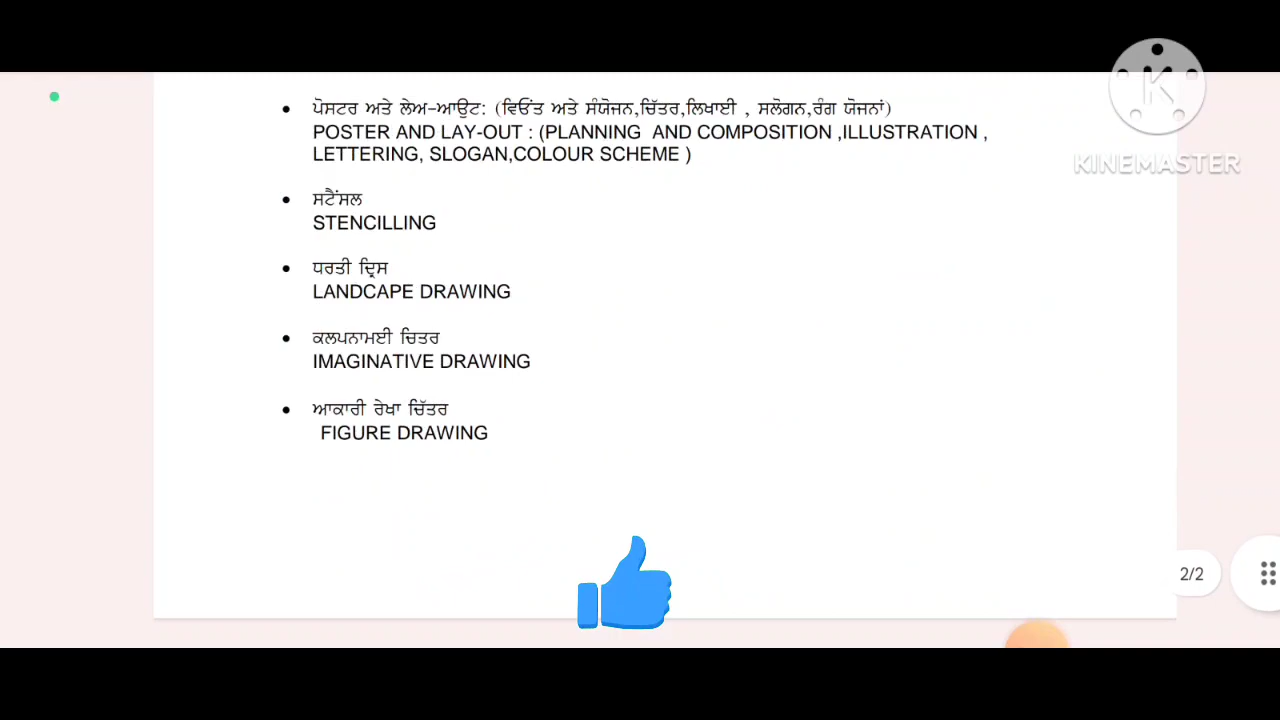 • ਪੋਸਟਰ ਅਤੇ ਲੇਅ-ਆਉਟ: (ਵਿਓਂਤ ਅਤੇ ਸੰਯੋਜਨ,ਚਿੱਤਰ,ਲਿਖਾਈ , ਸਲੋਗਨ,ਰੰਗ ਯੋਜਨਾਂ)
POSTER AND LAY-OUT : (PLANNING AND COMPOSITION ,ILLUSTRATION ,
LETTERING, SLOGAN,COLOUR SCHEME )
• ਸਟੈਂਸਲ
STENCILLING
• ਧਰਤੀ ਦ੍ਰਿਸ
LANDCAPE DRAWING
• ਕਲਪਨਾਮਈ ਚਿਤਰ
IMAGINATIVE DRAWING
• ਆਕਾਰੀ ਰੇਖਾ ਚਿੱਤਰ
FIGURE DRAWING
K
KINEMASTER
2/2